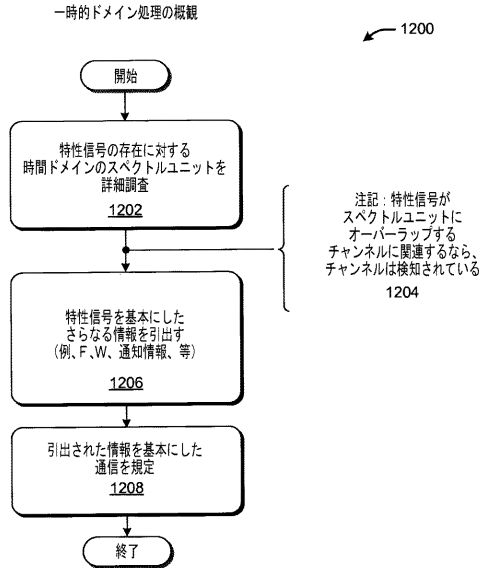 一時的ドメイン処理の概観
1200
開始
特性信号の存在に対する
時間ドメインのスペクトルユニットを
詳細調査
1202
注記：特性信号が
スペクトルユニットに
オーバーラップする
チャンネルに関連するなら、
チャンネルは検知されている
1204
特性信号を基本にした
さらなる情報を引出す
(例、F、W、通知情報、等)
1206
引出された情報を基本にした
通信を規定
1208
終了